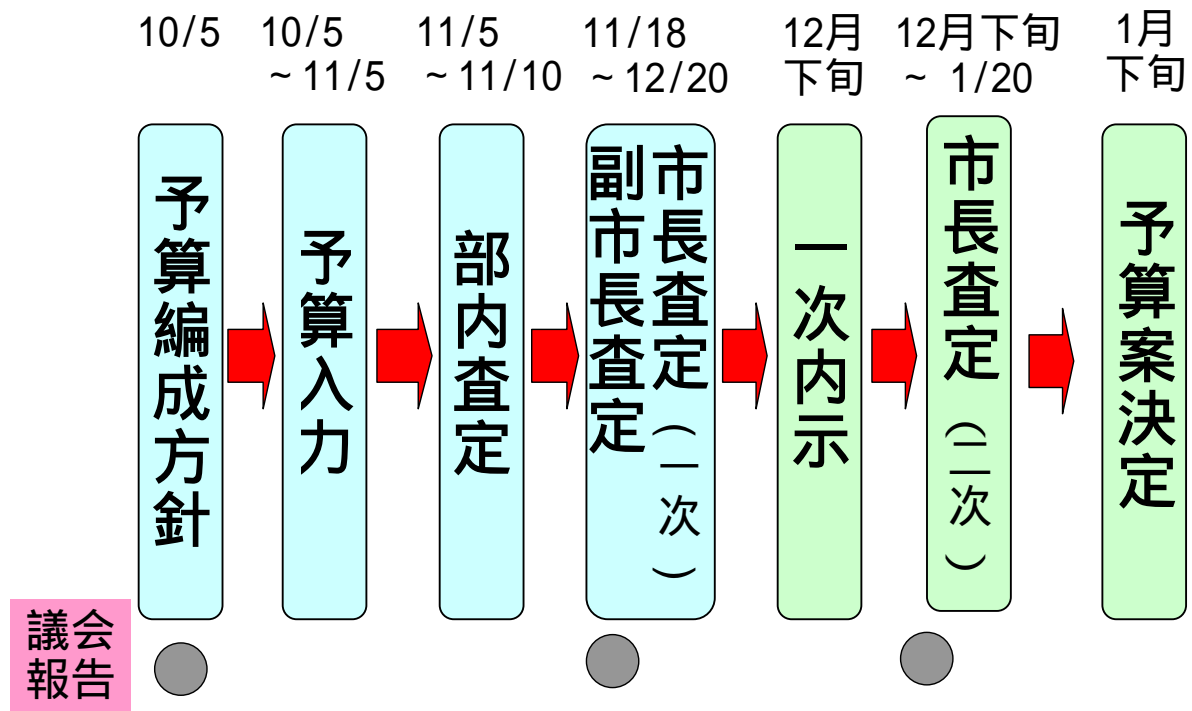 10/5
10/5
～11/5
11/5
～11/10
11/18
～12/20
12月
下旬
12月下旬
～ 1/20
1月
下旬
予算編成方針
予算入力
部内査定
市長査定（一次）
副市長査定
一次内示
市長査定（二次）
予算案決定
議会
報告